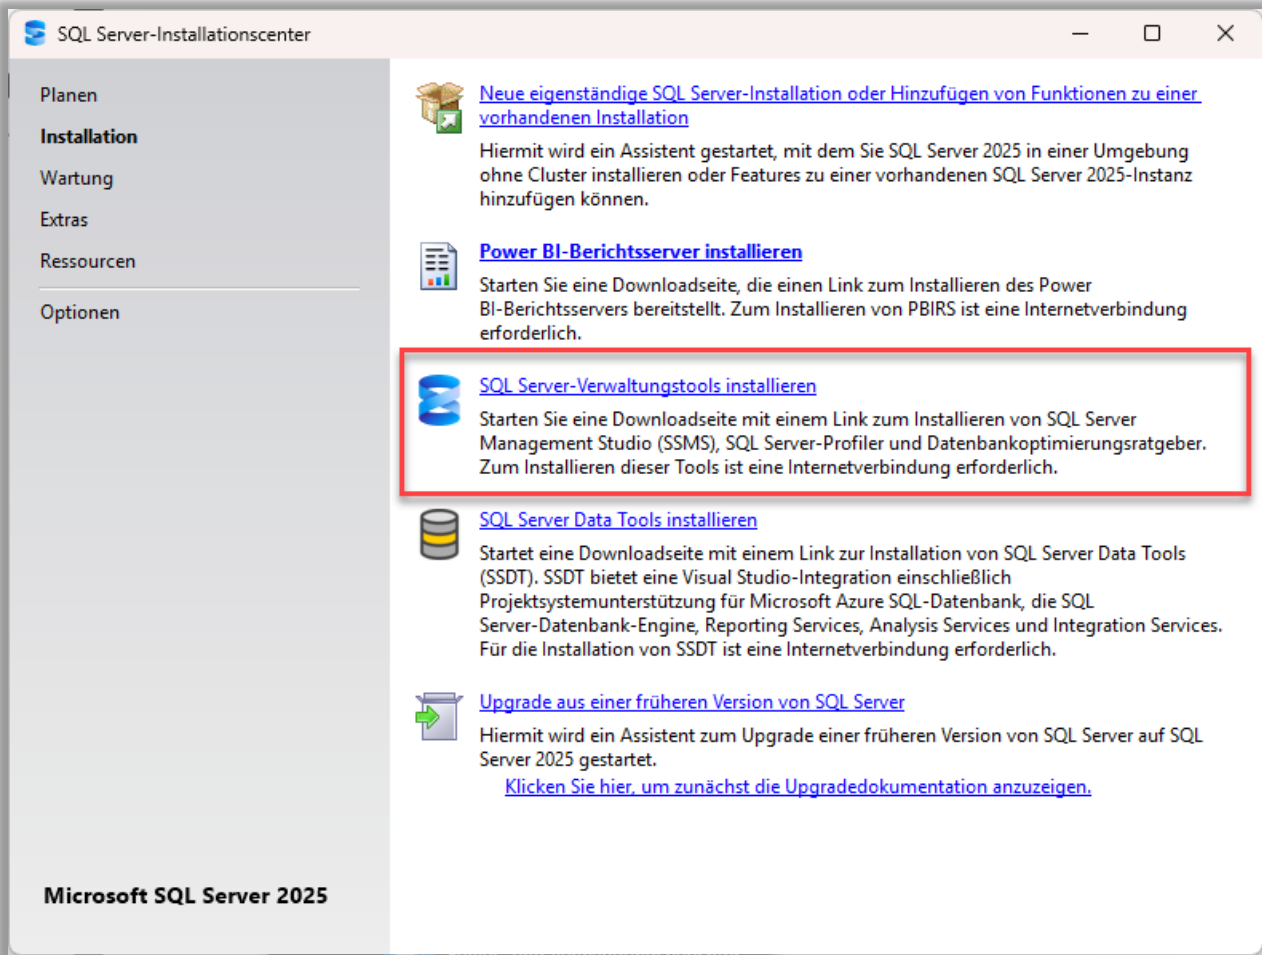 SQL Server-Installationscenter
Planen
Installation
Wartung
Extras
Ressourcen
Optionen
Microsoft SQL Server 2025
Neue eigenständige SQL Server-Installation oder Hinzufügen von Funktionen zu einer
vorhandenen Installation
Hiermit wird ein Assistent gestartet, mit dem Sie SQL Server 2025 in einer Umgebung
ohne Cluster installieren oder Features zu einer vorhandenen SQL Server 2025-Instanz
hinzufügen können.
Power BI-Berichtsserver installieren
Starten Sie eine Downloadseite, die einen Link zum Installieren des Power
BI-Berichtsservers bereitstellt. Zum Installieren von PBIRS ist eine Internetverbindung
erforderlich.
SQL Server-Verwaltungstools installieren
Starten Sie eine Downloadseite mit einem Link zum Installieren von SQL Server
Management Studio (SSMS), SQL Server-Profiler und Datenbankoptimierungsratgeber.
Zum Installieren dieser Tools ist eine Internetverbindung erforderlich.
SQL Server Data Tools installieren
Startet eine Downloadseite mit einem Link zur Installation von SQL Server Data Tools
(SSDT). SSDT bietet eine Visual Studio-Integration einschließlich
Projektsystemunterstützung für Microsoft Azure SQL-Datenbank, die SQL
Server-Datenbank-Engine, Reporting Services, Analysis Services und Integration Services.
Für die Installation von SSDT ist eine Internetverbindung erforderlich.
Upgrade aus einer früheren Version von SQL Server
Hiermit wird ein Assistent zum Upgrade einer früheren Version von SQL Server auf SQL
Server 2025 gestartet.
Klicken Sie hier, um zunächst die Upgradedokumentation anzuzeigen.